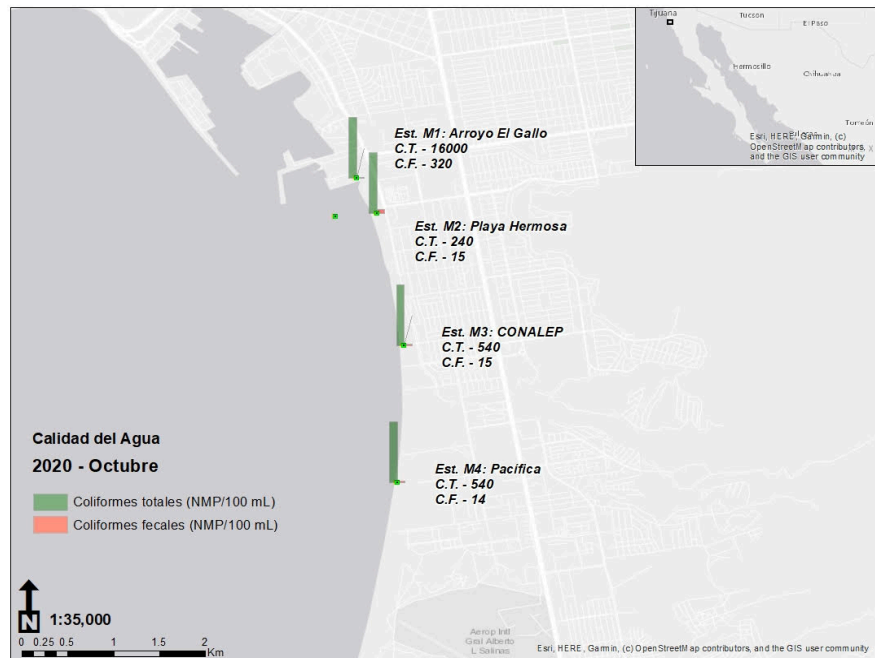 Tijuana
Tucson
El Paso
Hermosillo
Chihuahua
Torreón
Esri, HERE, Garmin, (c)
OpenStreetMap contributors,
and the GIS user community
Est. M1: Arroyo El Gallo
C.T. - 16000
C.F. - 320
Est. M2: Playa Hermosa
C.T. - 240
C.F. - 15
Est. M3: CONALEP
C.T. - 540
C.F. - 15
Calidad del Agua
2020 - Octubre
Coliformes totales (NMP/100 mL)
Coliformes fecales (NMP/100 mL)
Est. M4: Pacífica
C.T. - 540
C.F. - 14
N
1:35,000
0 0.25 0.5 1 1.5 2
Km
Aerop Intl
Gral Alberto
L Salinas
Esri, HERE, Garmin, (c) OpenStreetMap contributors, and the GIS user community